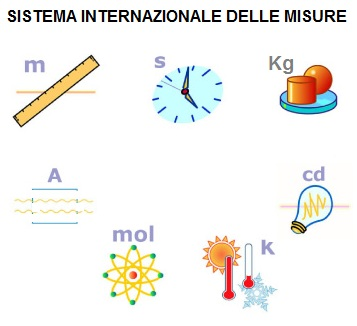 SISTEMA INTERNAZIONALE DELLE MISURE
m
s
Kg
A
cd
mol
k